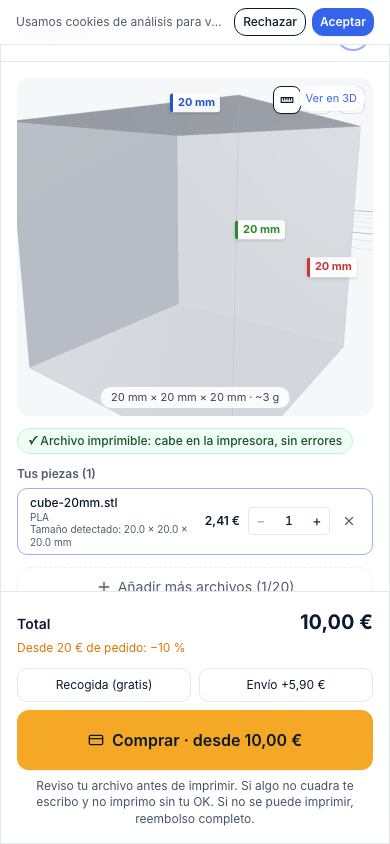 Usamos cookies de análisis para v...
Rechazar
Aceptar
20 mm
Ver en 3D
20 mm
20 mm
20 mm × 20 mm × 20 mm · ~3 g
✓Archivo imprimible: cabe en la impresora, sin errores
Tus piezas (1)
cube-20mm.stl
PLA
Tamaño detectado: 20.0 × 20.0 ×
20.0 mm
2,41 €
− 1 +
×
+ Añadir más archivos (1/20)
Total
10,00 €
Desde 20 € de pedido: −10 %
Recogida (gratis)
Envío +5,90 €
Comprar · desde 10,00 €
Reviso tu archivo antes de imprimir. Si algo no cuadra te
escribo y no imprimo sin tu OK. Si no se puede imprimir,
reembolso completo.